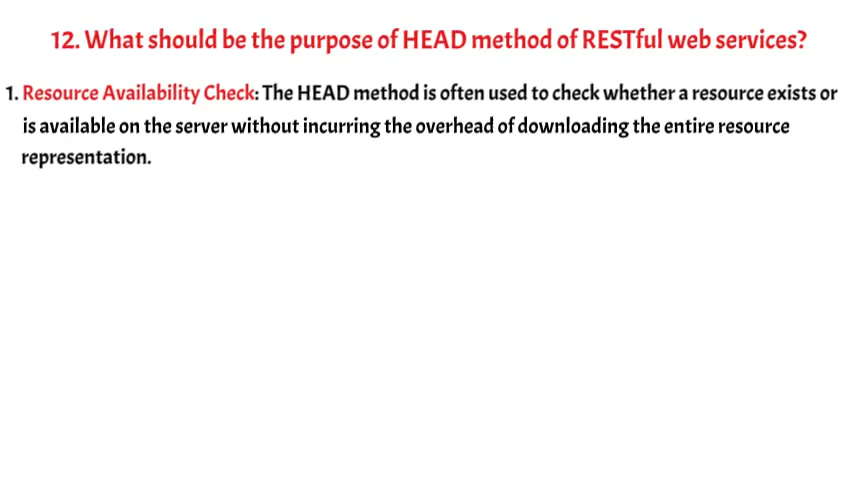 12. What should be the purpose of HEAD method of RESTful web services?
1. Resource Availability Check: The HEAD method is often used to check whether a resource exists or
is available on the server without incurring the overhead of downloading the entire resource
representation.